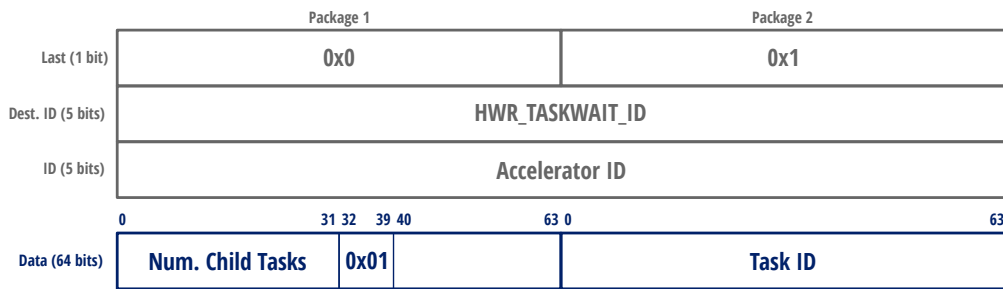 Package 1 Package 2
Last (1 bit) 0x0 0x1
Dest. ID (5 bits) HWR_TASKWAIT_ID
ID (5 bits) Accelerator ID
0 31 32 39 40 63 0 63
Data (64 bits) Num. Child Tasks 0x01 Task ID